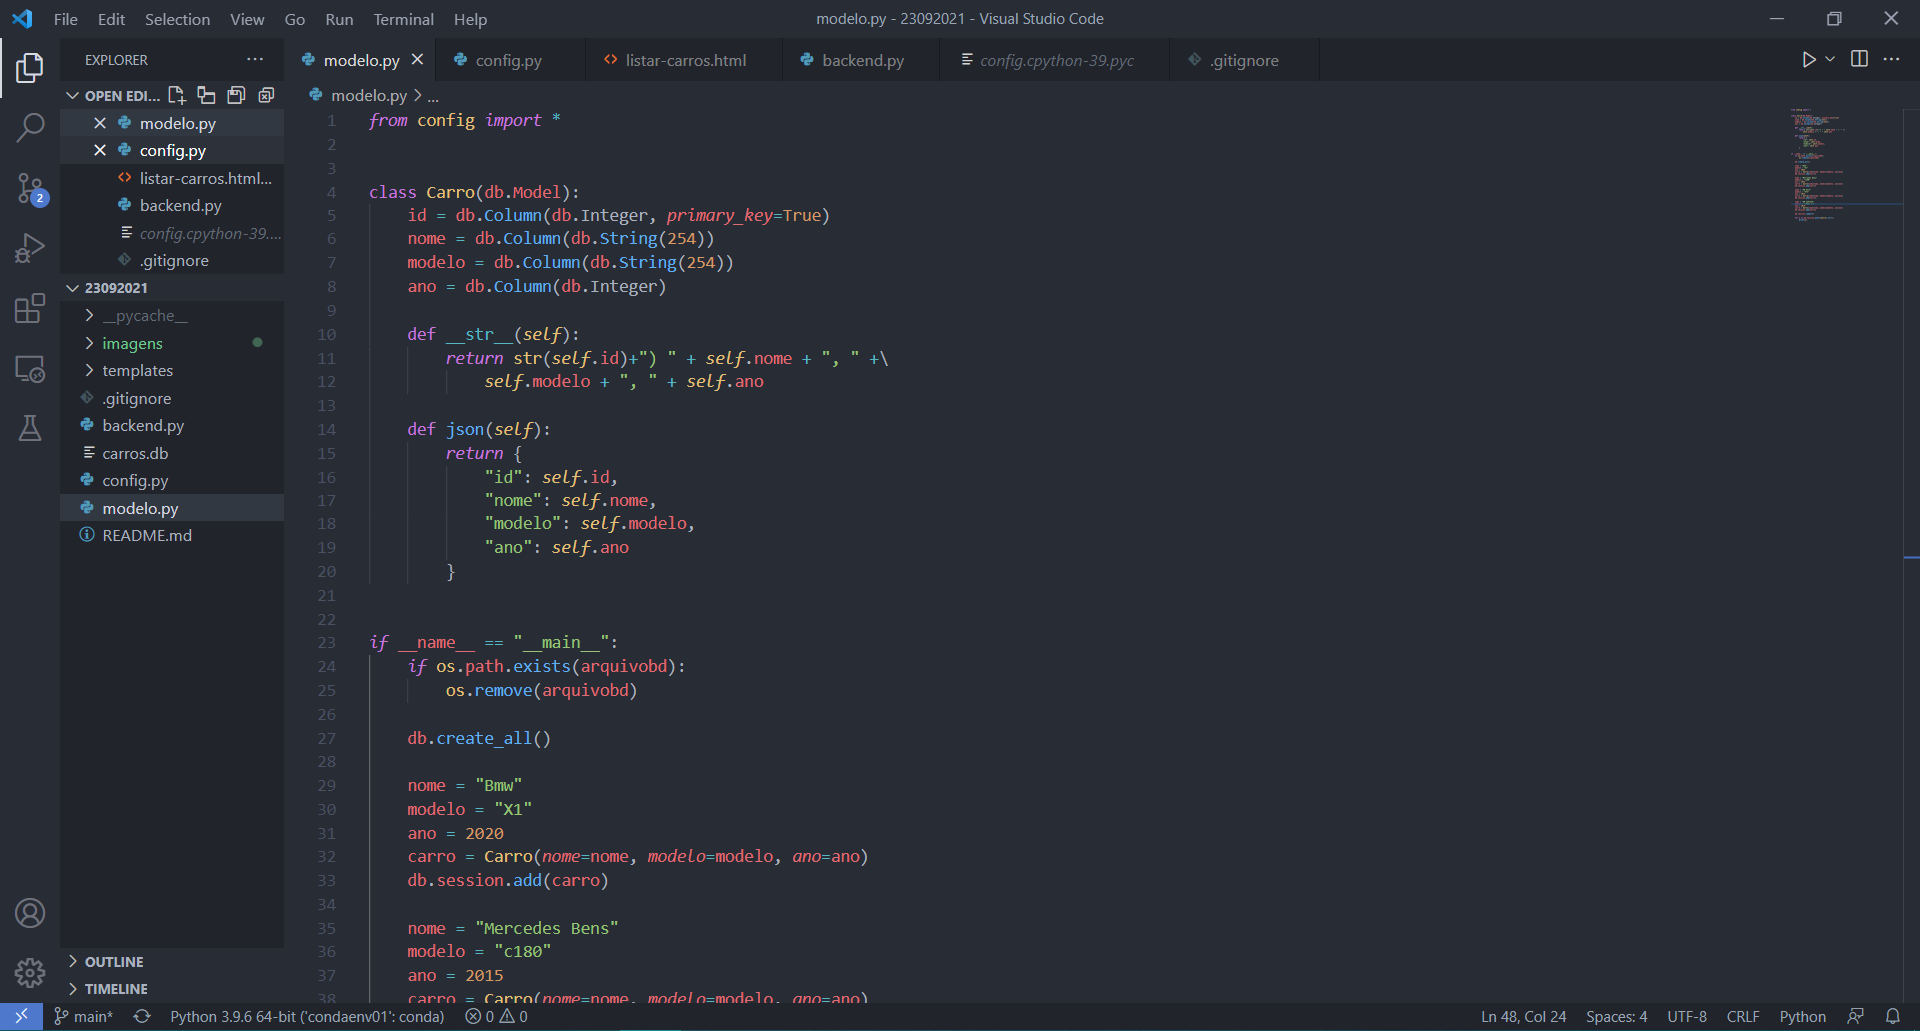 File Edit Selection View Go Run Terminal Help
modelo.py - 23092021 - Visual Studio Code
EXPLORER
OPEN EDI...
modelo.py
config.py
listar-carros.html...
backend.py
config.cpython-39....
.gitignore
23092021
__pycache__
imagens
templates
.gitignore
backend.py
carros.db
config.py
modelo.py
README.md
OUTLINE
TIMELINE
2
modelo.py config.py listar-carros.html backend.py config.cpython-39.pyc .gitignore
modelo.py > ...
1 from config import *
2
3
4 class Carro(db.Model):
5 id = db.Column(db.Integer, primary_key=True)
6 nome = db.Column(db.String(254))
7 modelo = db.Column(db.String(254))
8 ano = db.Column(db.Integer)
9
10 def __str__(self):
11 return str(self.id)+") " + self.nome + ", " +\
12 self.modelo + ", " + self.ano
13
14 def json(self):
15 return {
16 "id": self.id,
17 "nome": self.nome,
18 "modelo": self.modelo,
19 "ano": self.ano
20 }
21
22
23 if __name__ == "__main__":
24 if os.path.exists(arquivobd):
25 os.remove(arquivobd)
26
27 db.create_all()
28
29 nome = "Bmw"
30 modelo = "X1"
31 ano = 2020
32 carro = Carro(nome=nome, modelo=modelo, ano=ano)
33 db.session.add(carro)
34
35 nome = "Mercedes Bens"
36 modelo = "c180"
37 ano = 2015
38 carro = Carro(nome=nome, modelo=modelo, ano=ano)
main* Python 3.9.6 64-bit ('condaenv01': conda) 0 0 Ln 48, Col 24 Spaces: 4 UTF-8 CRLF Python